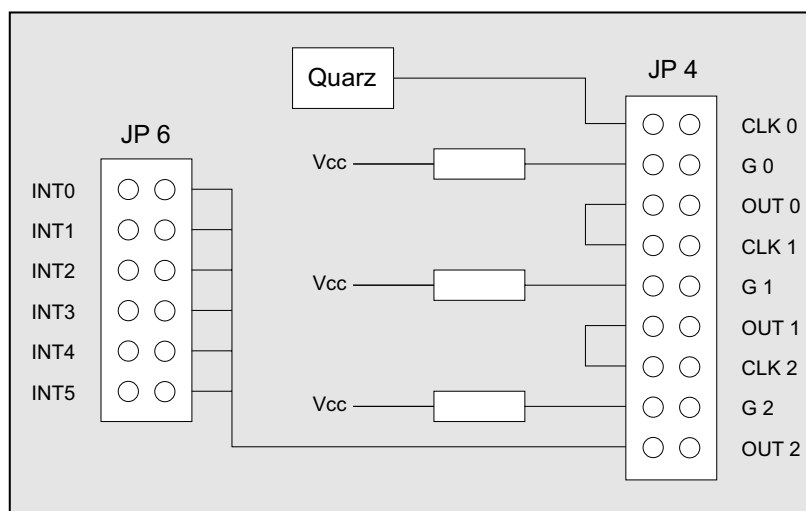 Quarz
JP 4
JP 6
CLK 0
Vcc
G 0
INT0
OUT 0
INT1
CLK 1
INT2
Vcc
G 1
INT3
OUT 1
INT4
CLK 2
INT5
Vcc
G 2
OUT 2